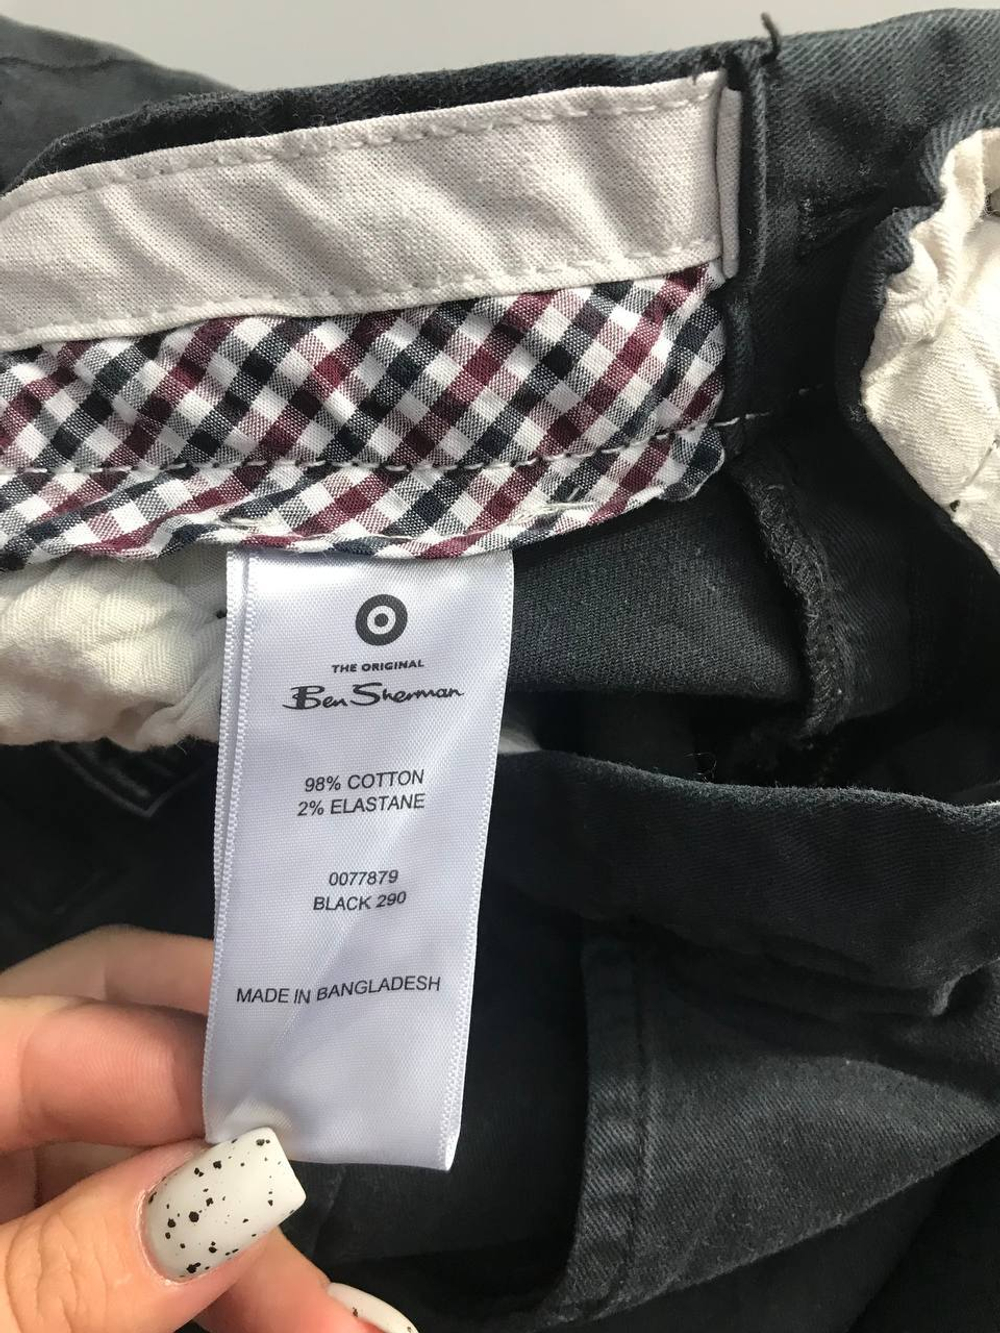 THE ORIGINAL
Ben Sherman
98% COTTON
2% ELASTANE
0077879
BLACK 290
MADE IN BANGLADESH